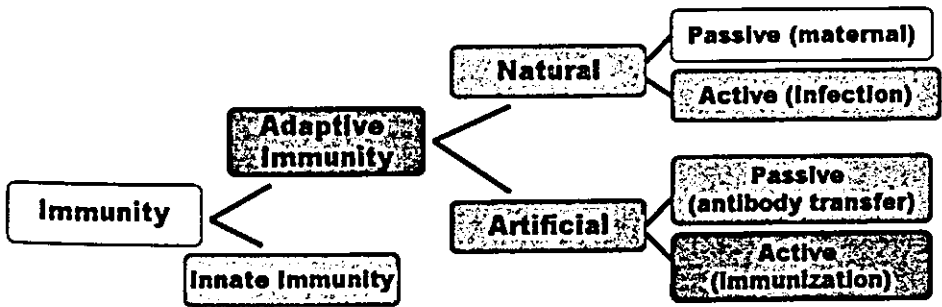 Immunity
Adaptive
Immunity
Innate Immunity
Natural
Artificial
Passive (maternal)
Active (Infection)
Passive
(antibody transfer)
Active
(Immunization)